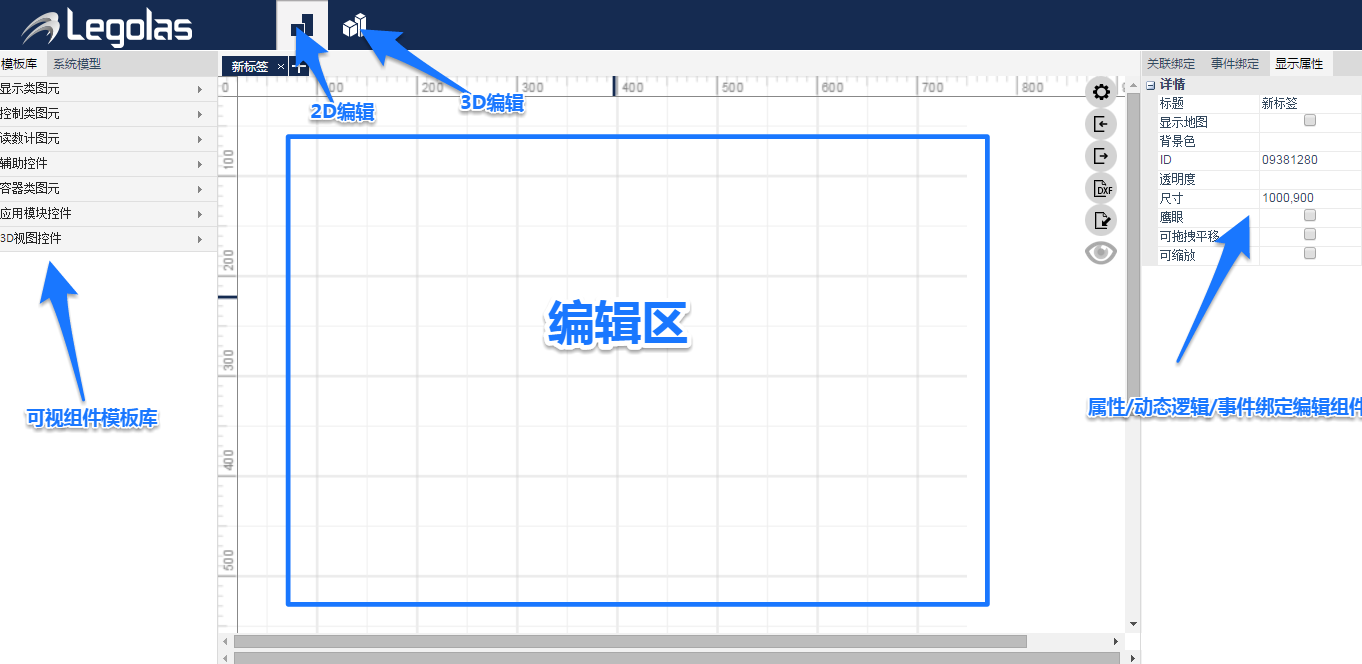 Legolas
模板库 系统模型
新标签 × +
关联绑定 事件绑定 显示属性
显示类图元
控制类图元
读数计图元
辅助控件
容器类图元
应用模块控件
3D视图控件
可视组件模板库
2D编辑
3D编辑
0 200 300 400 500 600 700 800
100
200
300
400
500
编辑区
DXF
详情
标题 新标签
显示地图
背景色
ID 09381280
透明度
尺寸 1000,900
鹰眼
可拖拽平移
可缩放
属性/动态逻辑/事件绑定编辑组件